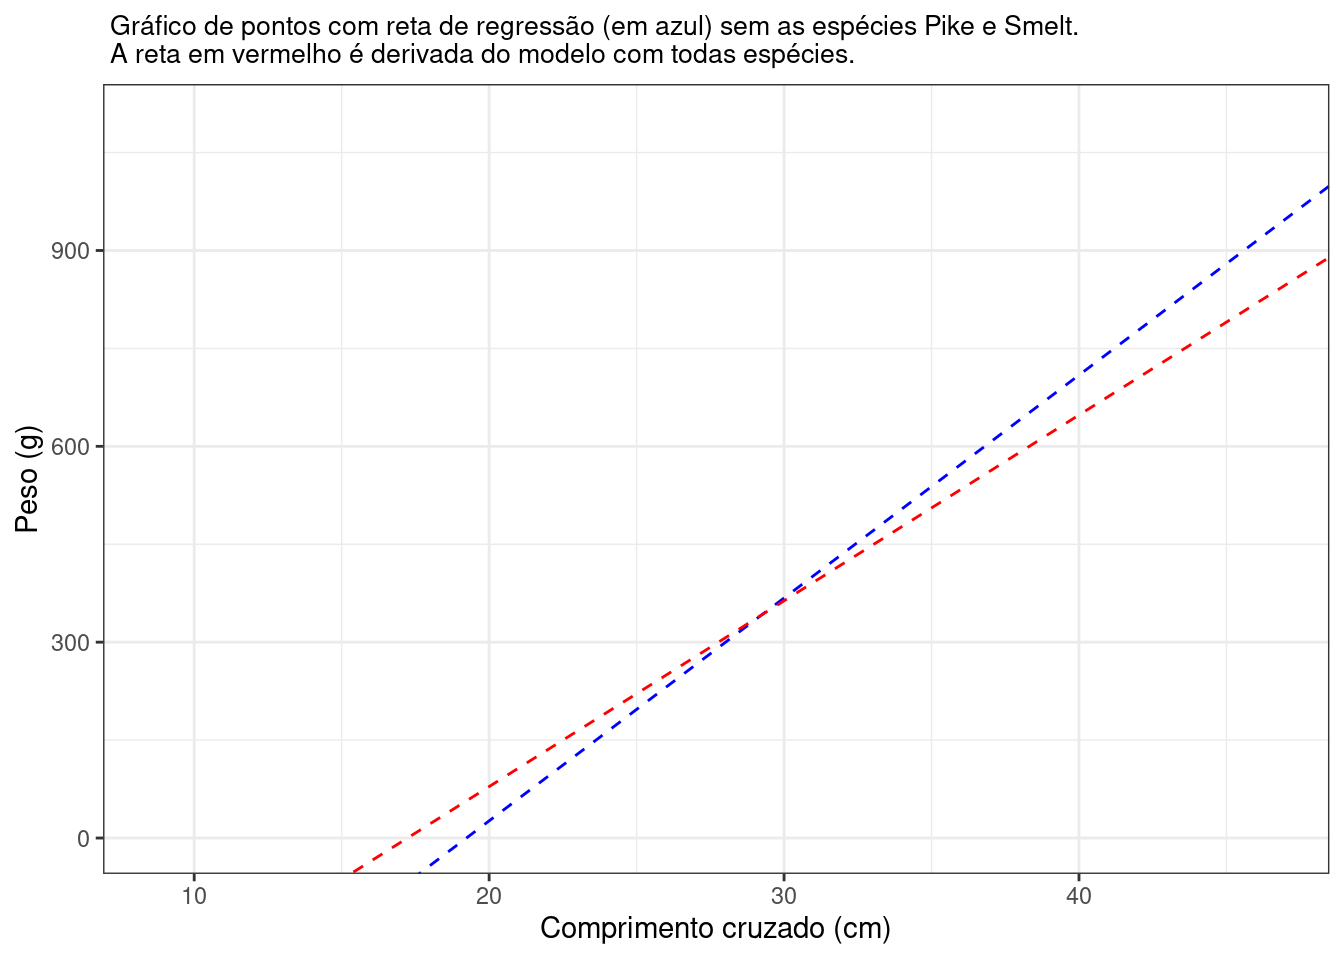 Gráfico de pontos com reta de regressão (em azul) sem as espécies Pike e Smelt.
A reta em vermelho é derivada do modelo com todas espécies.
900
600
300
0
Peso (g)
10 20 30 40
Comprimento cruzado (cm)